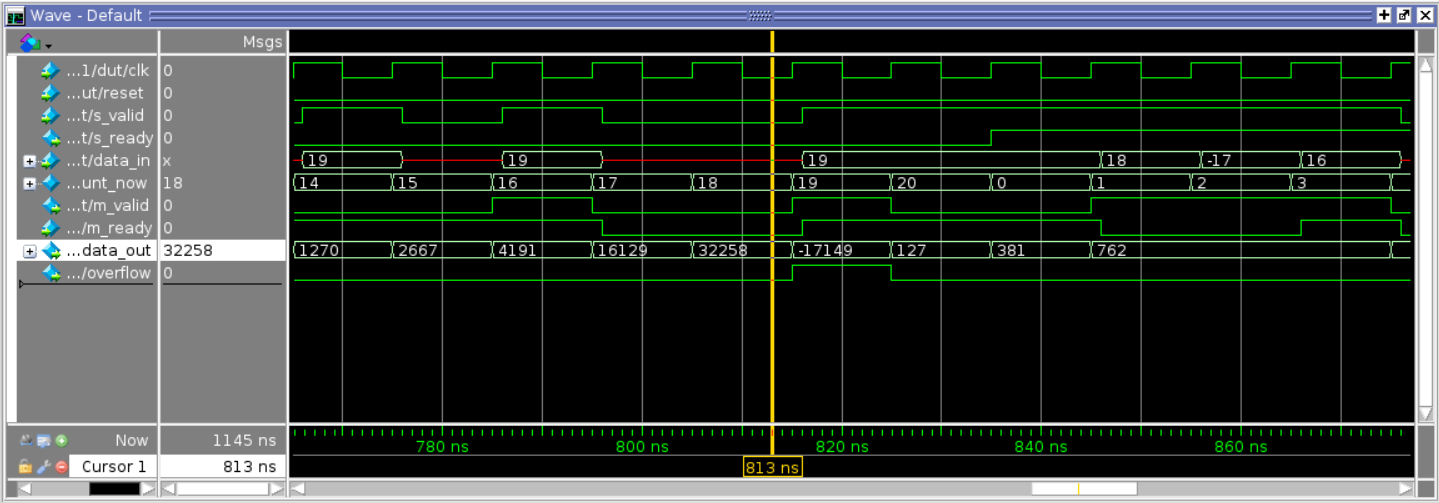 Wave - Default
Msgs
...1/dut/clk 0
...ut/reset 0
...t/s_valid 0
...t/s_ready 0
...t/data_in x 19 19 19 18 -17 16
...unt_now 18 14 15 16 17 18 19 20 0 1 2 3
...t/m_valid 0
.../m_ready 0
...data_out 32258 1270 2667 4191 16129 32258 -17149 127 381 762
.../overflow 0
Now 1145 ns 780 ns 800 ns 820 ns 840 ns 860 ns
Cursor 1 813 ns 813 ns